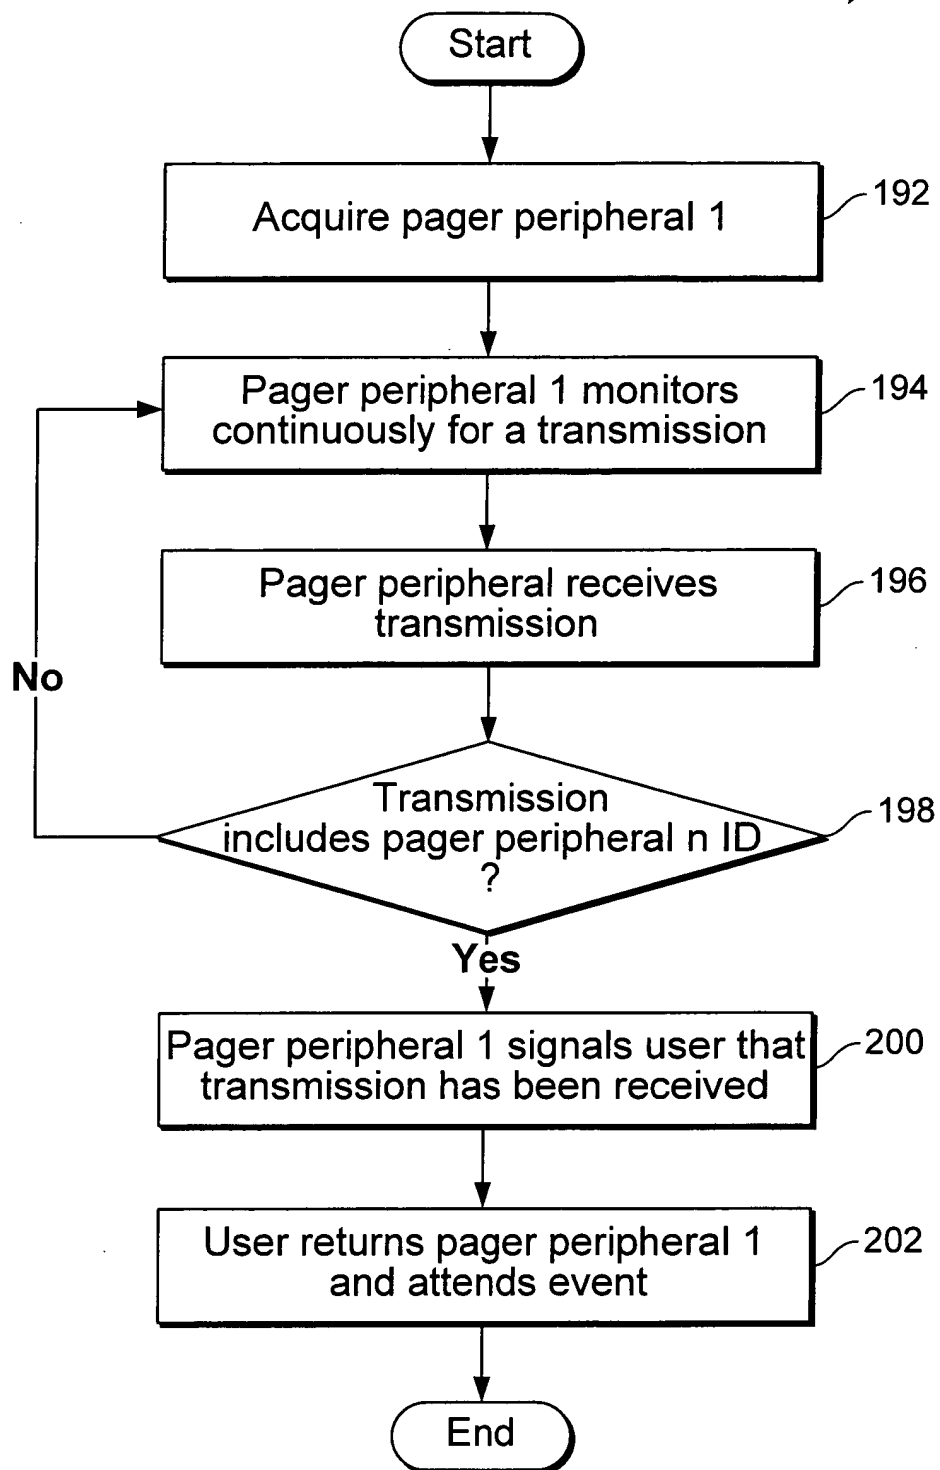 Start
Acquire pager peripheral 1
192
Pager peripheral 1 monitors
continuously for a transmission
194
Pager peripheral receives
transmission
196
No
Transmission
includes pager peripheral n ID
?
198
Yes
Pager peripheral 1 signals user that
transmission has been received
200
User returns pager peripheral 1
and attends event
202
End